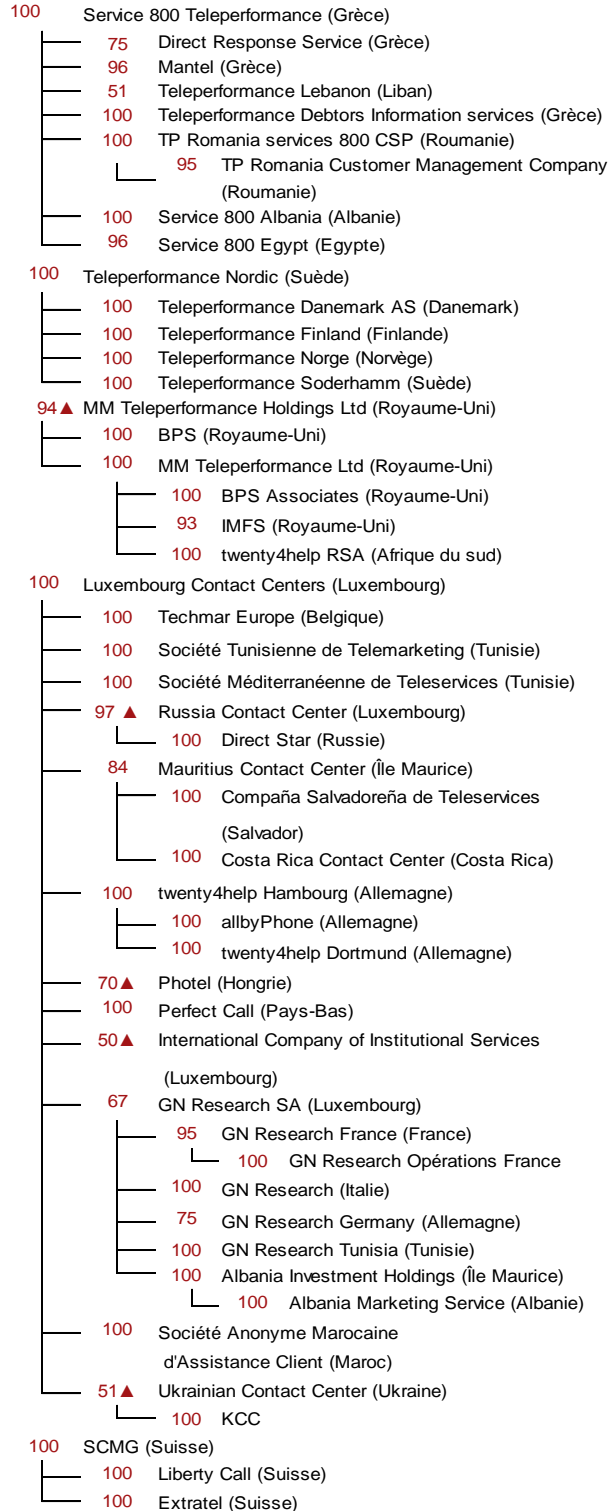 100 Service 800 Teleperformance (Grèce)
75 Direct Response Service (Grèce)
96 Mantel (Grèce)
51 Teleperformance Lebanon (Liban)
100 Teleperformance Debtors Information services (Grèce)
100 TP Romania services 800 CSP (Roumanie)
95 TP Romania Customer Management Company
(Roumanie)
100 Service 800 Albania (Albanie)
96 Service 800 Egypt (Egypte)
100 Teleperformance Nordic (Suède)
100 Teleperformance Danemark AS (Danemark)
100 Teleperformance Finland (Finlande)
100 Teleperformance Norge (Norvège)
100 Teleperformance Soderhamm (Suède)
94▲ MM Teleperformance Holdings Ltd (Royaume-Uni)
100 BPS (Royaume-Uni)
100 MM Teleperformance Ltd (Royaume-Uni)
100 BPS Associates (Royaume-Uni)
93 IMFS (Royaume-Uni)
100 twenty4help RSA (Afrique du sud)
100 Luxembourg Contact Centers (Luxembourg)
100 Techmar Europe (Belgique)
100 Société Tunisienne de Telemarketing (Tunisie)
100 Société Méditerranéenne de Teleservices (Tunisie)
97 ▲ Russia Contact Center (Luxembourg)
100 Direct Star (Russie)
84 Mauritius Contact Center (Île Maurice)
100 Compaña Salvadoreña de Teleservices
(Salvador)
100 Costa Rica Contact Center (Costa Rica)
100 twenty4help Hambourg (Allemagne)
100 allbyPhone (Allemagne)
100 twenty4help Dortmund (Allemagne)
70▲ Photel (Hongrie)
100 Perfect Call (Pays-Bas)
50▲ International Company of Institutional Services
(Luxembourg)
67 GN Research SA (Luxembourg)
95 GN Research France (France)
100 GN Research Opérations France
100 GN Research (Italie)
75 GN Research Germany (Allemagne)
100 GN Research Tunisia (Tunisie)
100 Albania Investment Holdings (Île Maurice)
100 Albania Marketing Service (Albanie)
100 Société Anonyme Marocaine
d'Assistance Client (Maroc)
51▲ Ukrainian Contact Center (Ukraine)
100 KCC
100 SCMG (Suisse)
100 Liberty Call (Suisse)
100 Extratel (Suisse)